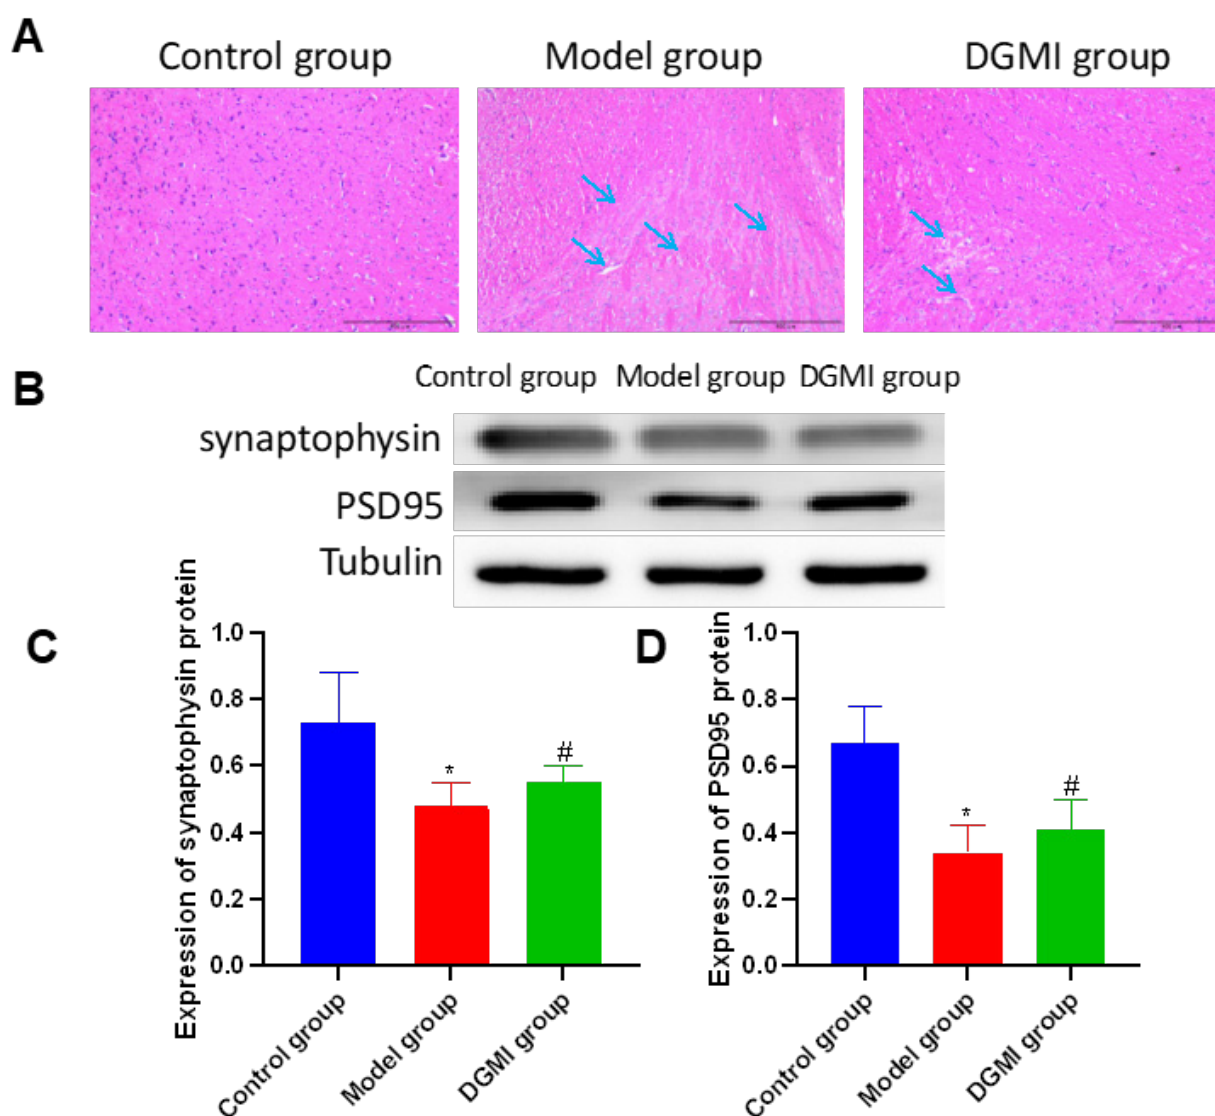 A
Control group
Model group
DGMI group
B
Control group
Model group
DGMI group
synaptophysin
PSD95
Tubulin
C
Expression of synaptophysin protein
1.0
0.8
0.6
0.4
0.2
0.0
*
#
Control group
Model group
DGMI group
D
Expression of PSD95 protein
1.0
0.8
0.6
0.4
0.2
0.0
*
#
Control group
Model group
DGMI group